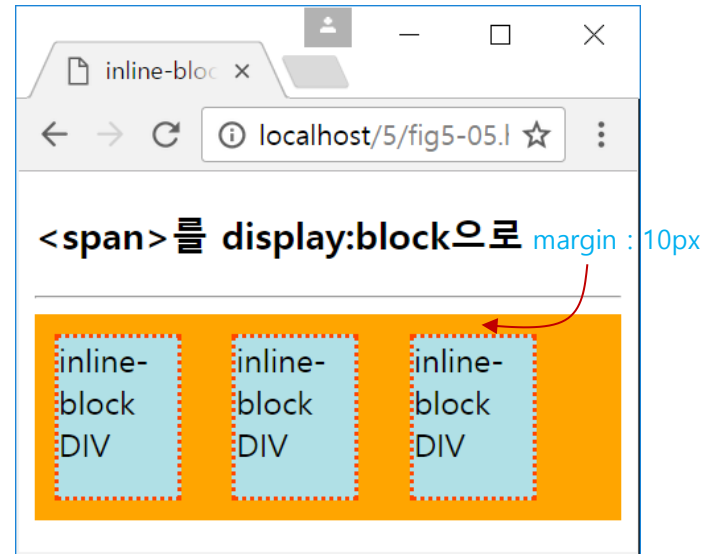 inline-bloc
localhost/5/fig5-05.h
<span>를 display:block으로
margin : 10px
inline-
block
DIV
inline-
block
DIV
inline-
block
DIV